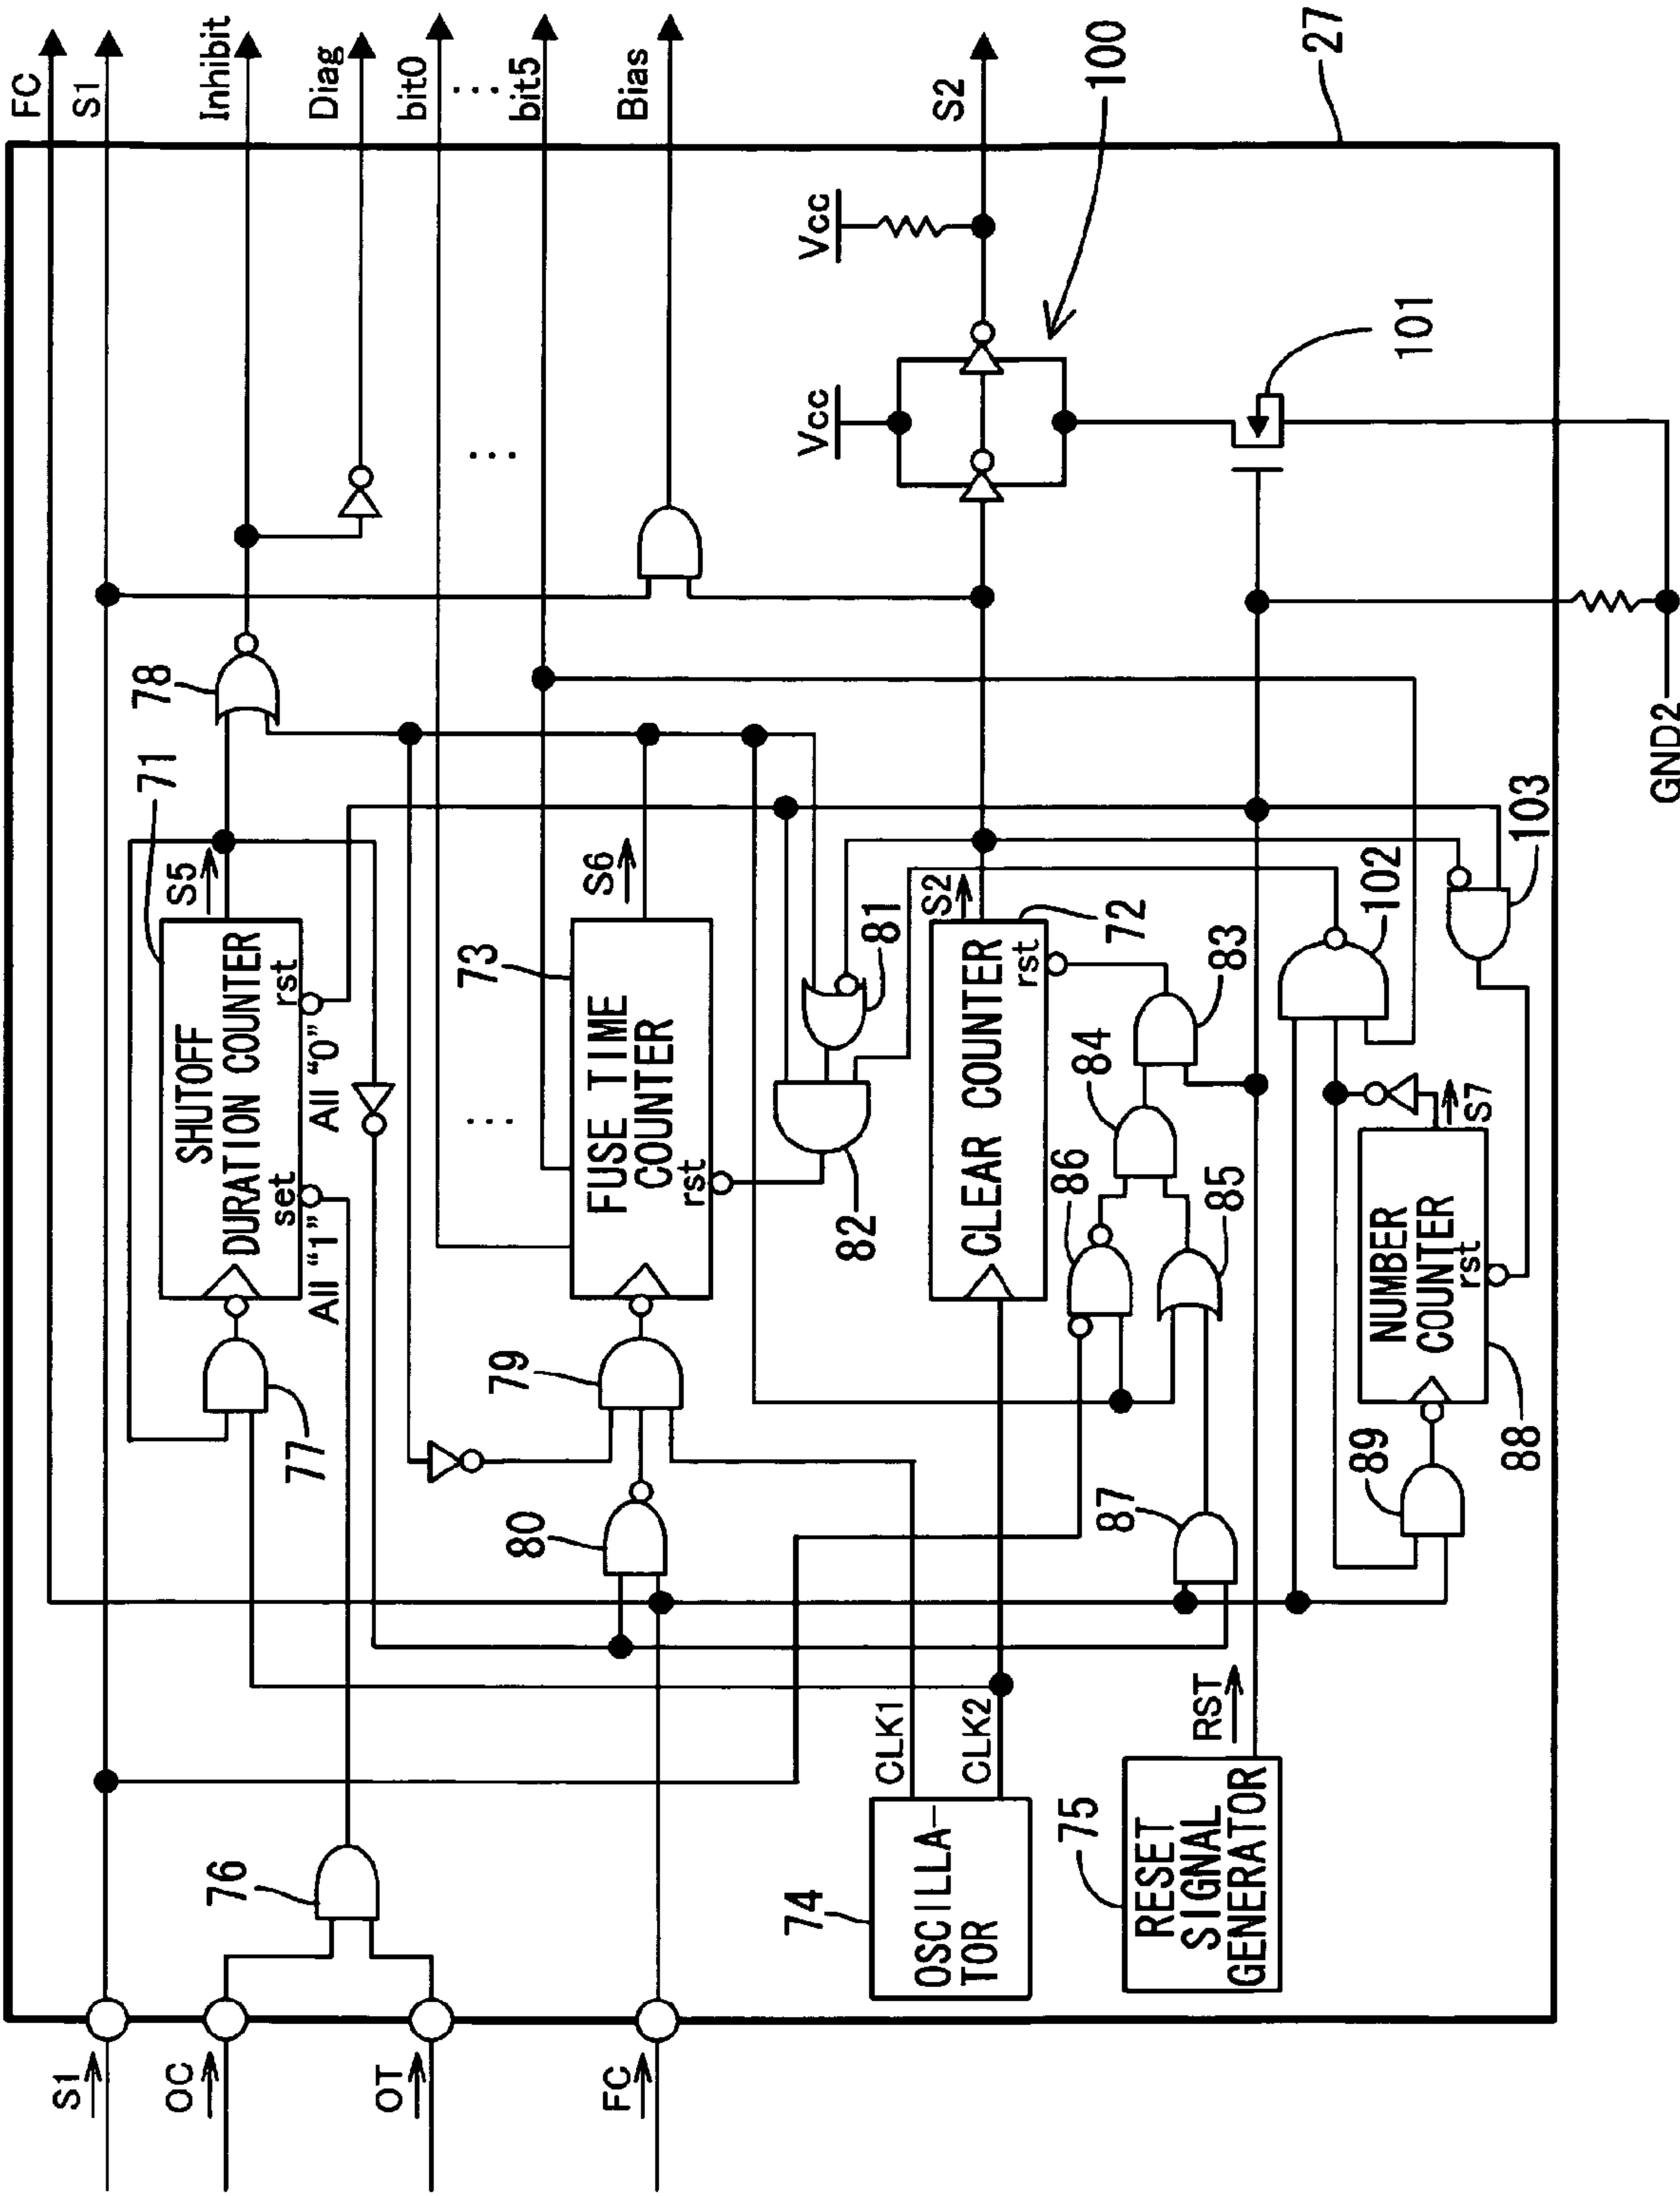 FC
S1
Inhibit
Diag
bit0
...
bit5
Bias
S2
100
27
Vcc
Vcc
101
...
78
71
S5
SHUTOFF
DURATION COUNTER
rst
set
All “0”
All “1”
77
76
73
S6
FUSE TIME
COUNTER
rst
...
79
80
81
82
S2
CLEAR COUNTER
rst
72
83
84
86
85
87
102
103
GND2
S7
NUMBER
COUNTER
rst
88
89
CLK1
CLK2
74
OSCILLA-
TOR
75
RESET
SIGNAL
GENERATOR
RST
S1
OC
OT
FC